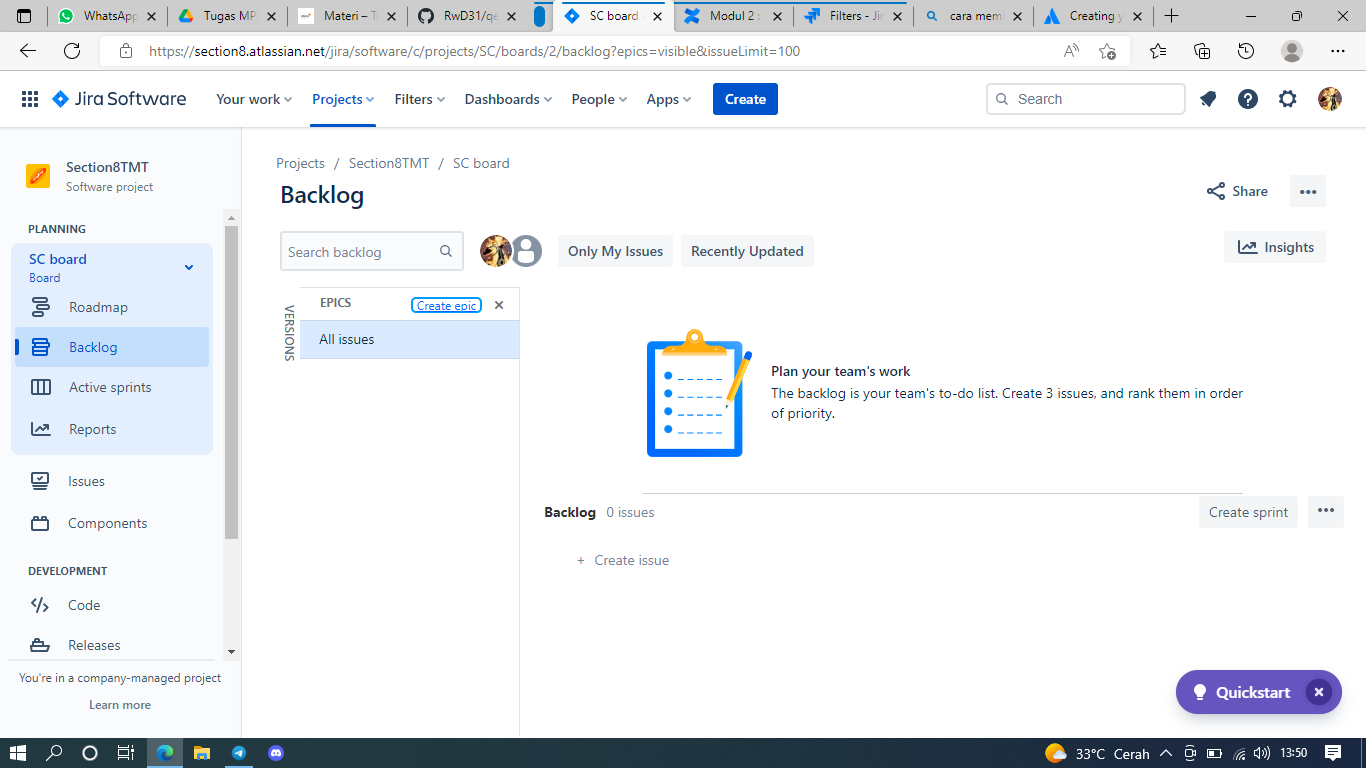 WhatsApp
Tugas MP
Materi – T
RwD31/qe
SC board
Modul 2
Filters - Ji
cara mem
Creating y
https://section8.atlassian.net/jira/software/c/projects/SC/boards/2/backlog?epics=visible&issueLimit=100
Jira Software
Your work
Projects
Filters
Dashboards
People
Apps
Create
Search
Section8TMT
Software project
PLANNING
SC board
Board
Roadmap
Backlog
Active sprints
Reports
Issues
Components
DEVELOPMENT
Code
Releases
You're in a company-managed project
Learn more
Projects / Section8TMT / SC board
Backlog
Share
Search backlog
Only My Issues
Recently Updated
Insights
VERSIONS
EPICS
Create epic
All issues
Plan your team's work
The backlog is your team's to-do list. Create 3 issues, and rank them in order
of priority.
Backlog 0 issues
Create sprint
+ Create issue
Quickstart
33°C Cerah
13:50